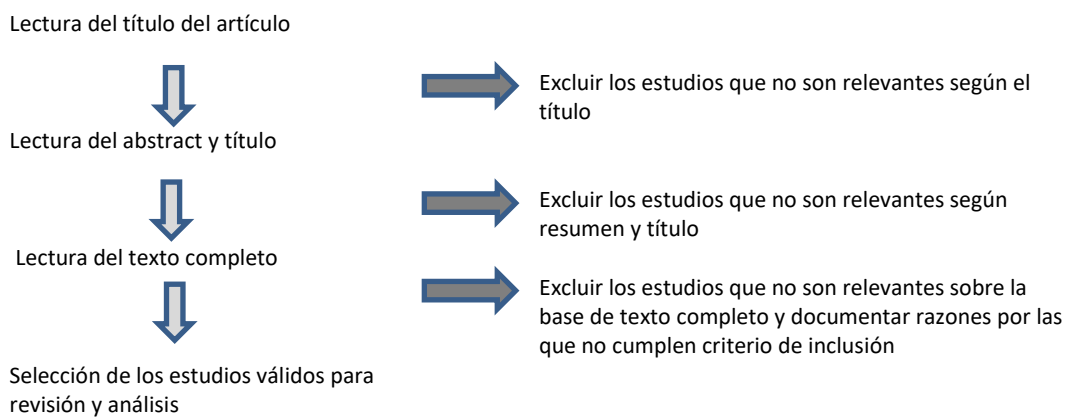 Lectura del título del artículo
Excluir los estudios que no son relevantes según el
título
Lectura del abstract y título
Excluir los estudios que no son relevantes según
resumen y título
Lectura del texto completo
Excluir los estudios que no son relevantes sobre la
base de texto completo y documentar razones por las
que no cumplen criterio de inclusión
Selección de los estudios válidos para
revisión y análisis